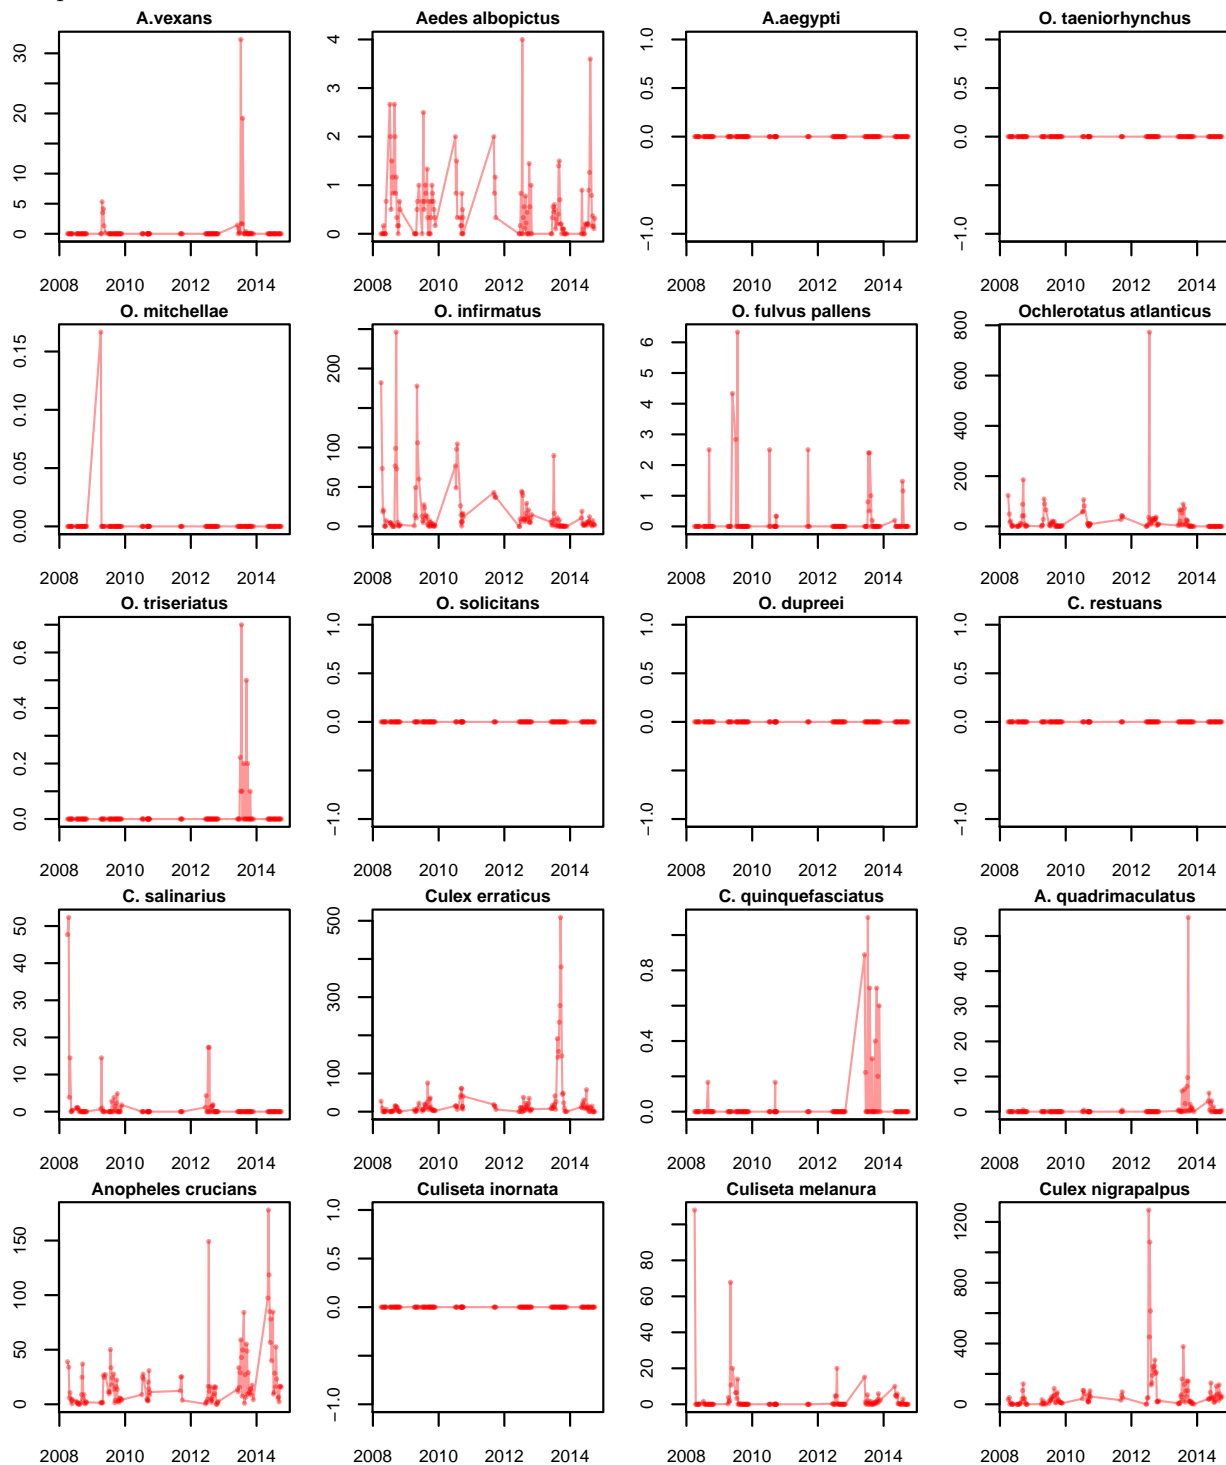 A.vexans
0 5 10 20 30
2008 2010 2012 2014
Aedes albopictus
0 1 2 3 4
2008 2010 2012 2014
A.aegypti
−1.0 0.0 0.5 1.0
2008 2010 2012 2014
O. taeniorhynchus
−1.0 0.0 0.5 1.0
2008 2010 2012 2014
O. mitchellae
0.00 0.05 0.10 0.15
2008 2010 2012 2014
O. infirmatus
0 50 100 200
2008 2010 2012 2014
O. fulvus pallens
0 1 2 3 4 5 6
2008 2010 2012 2014
Ochlerotatus atlanticus
0 200 400 600 800
2008 2010 2012 2014
O. triseriatus
0.0 0.2 0.4 0.6
2008 2010 2012 2014
O. solicitans
−1.0 0.0 0.5 1.0
2008 2010 2012 2014
O. dupreei
−1.0 0.0 0.5 1.0
2008 2010 2012 2014
C. restuans
−1.0 0.0 0.5 1.0
2008 2010 2012 2014
C. salinarius
0 10 20 30 40 50
2008 2010 2012 2014
Culex erraticus
0 100 300 500
2008 2010 2012 2014
C. quinquefasciatus
0.0 0.4 0.8
2008 2010 2012 2014
A. quadrimaculatus
0 10 20 30 40 50
2008 2010 2012 2014
Anopheles crucians
0 50 100 150
2008 2010 2012 2014
Culiseta inornata
−1.0 0.0 0.5 1.0
2008 2010 2012 2014
Culiseta melanura
0 20 40 60 80
2008 2010 2012 2014
Culex nigrapalpus
0 400 800 1200
2008 2010 2012 2014